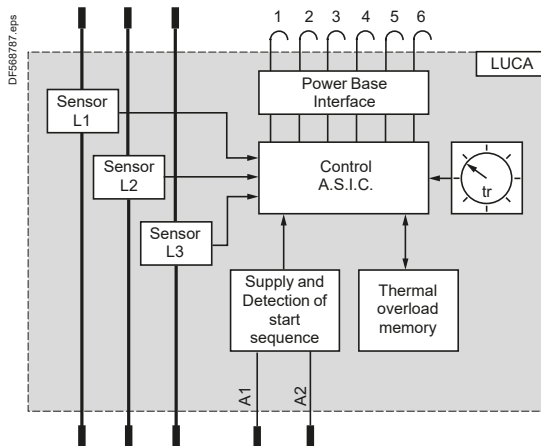 DF568787.eps
1 2 3 4 5 6
LUCA
Power Base
Interface
Sensor
L1
Control
A.S.I.C.
Sensor
L2
tr
Sensor
L3
Supply and
Detection of
start
sequence
Thermal
overload
memory
A1
A2